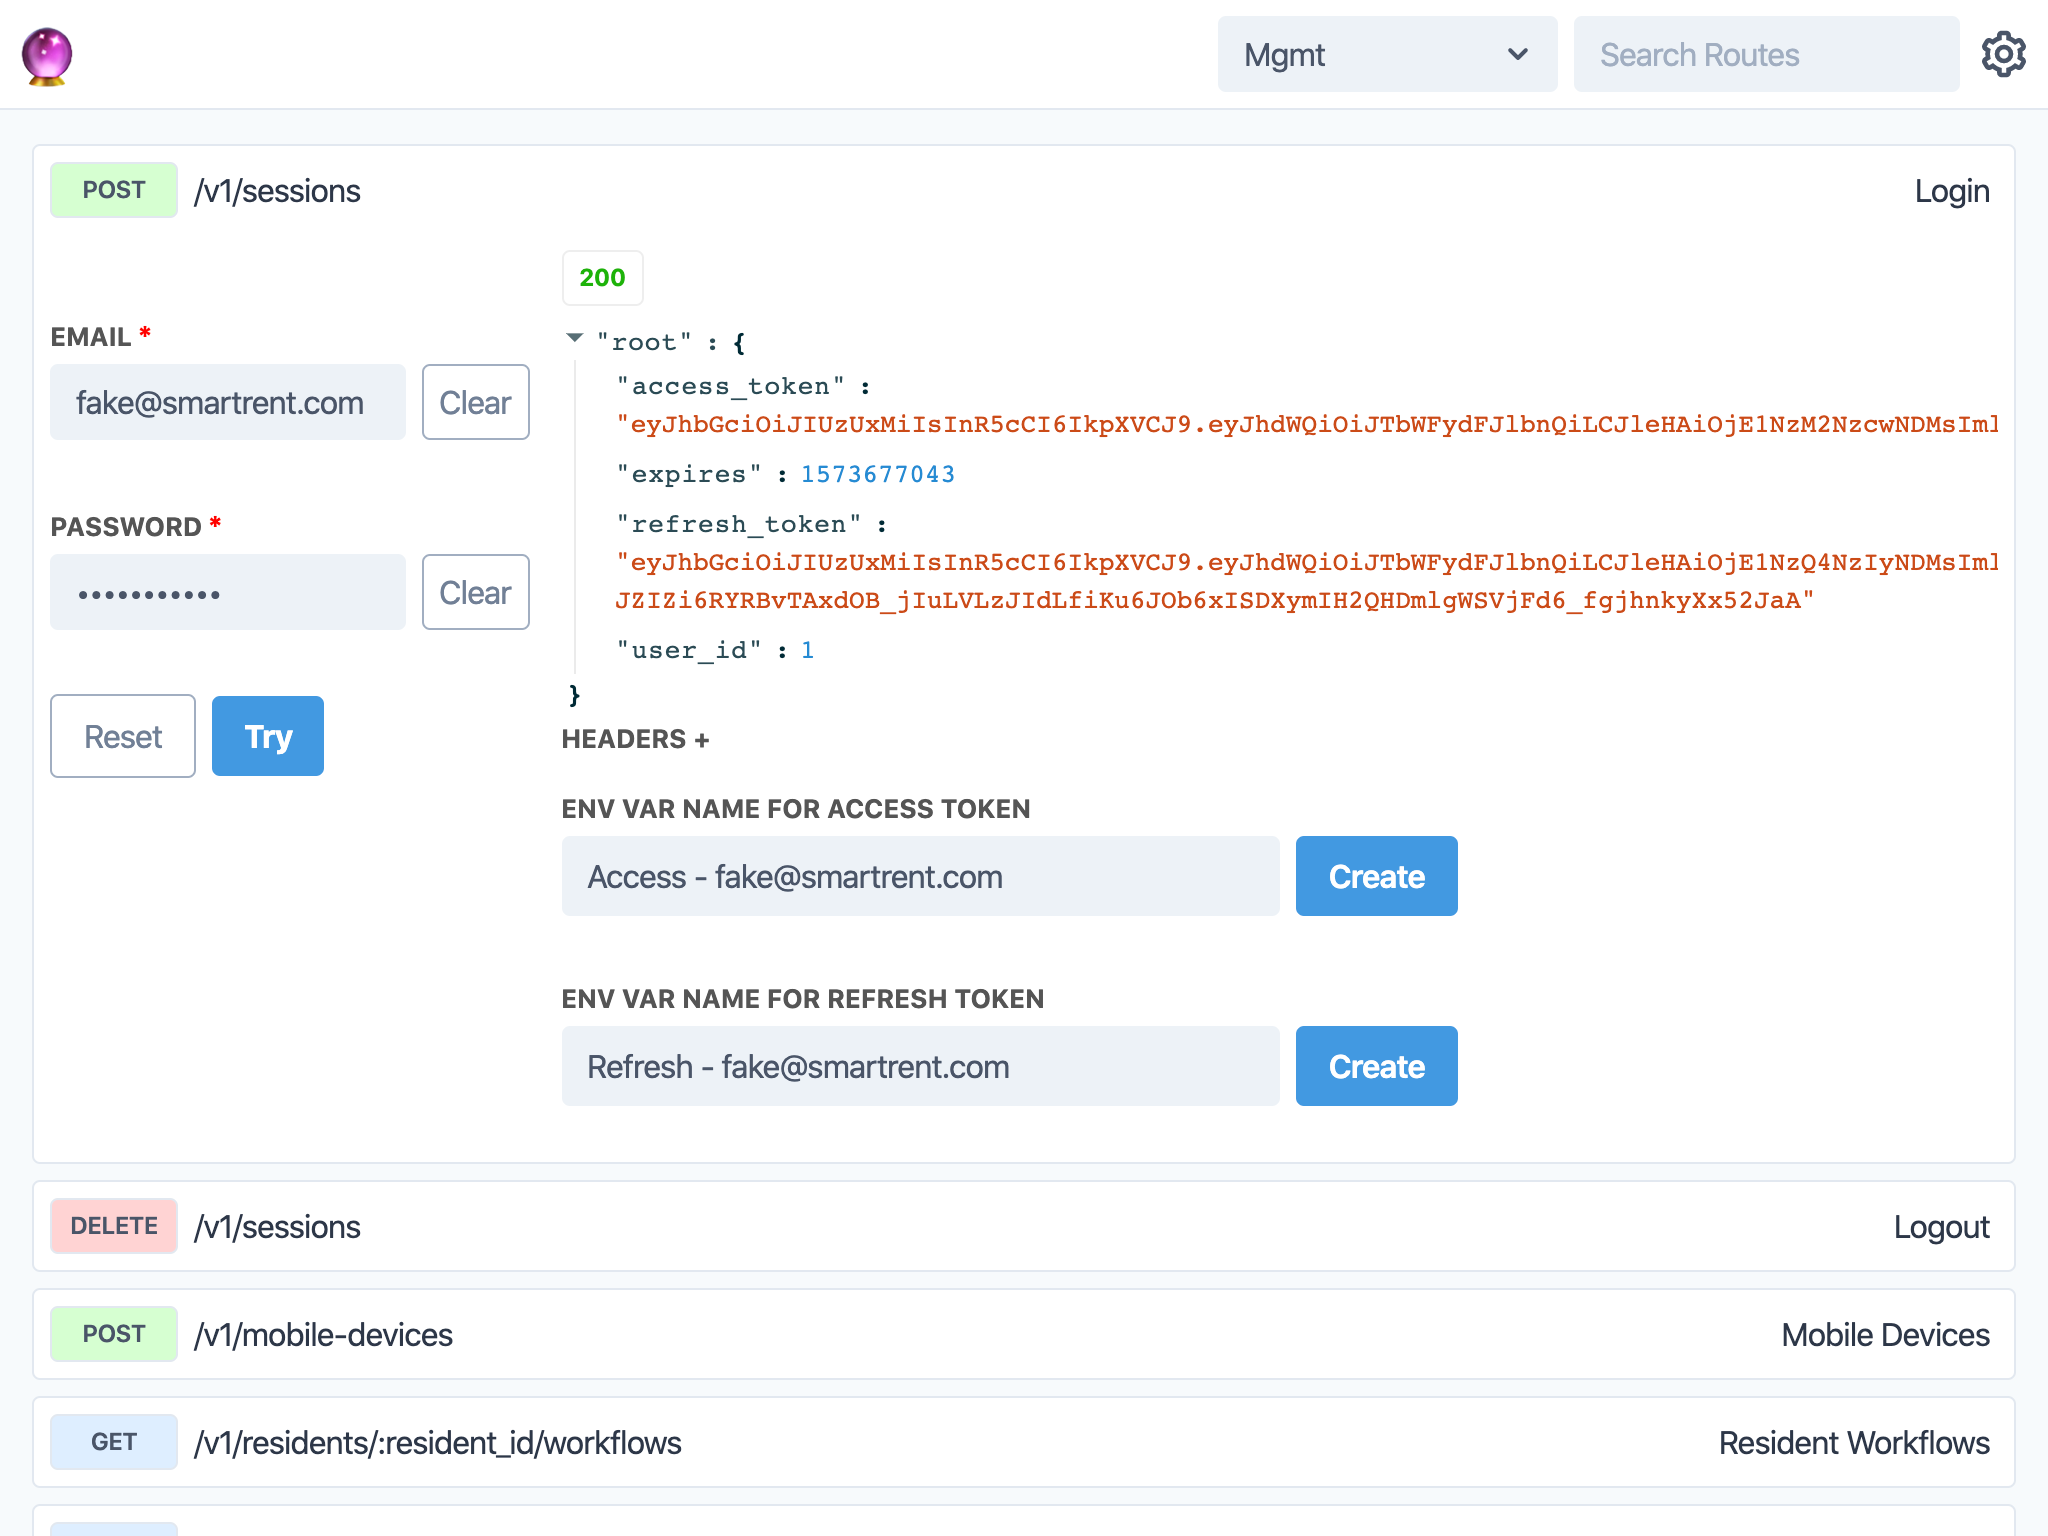 Mgmt
Search Routes
POST /v1/sessions Login
200
EMAIL *
fake@smartrent.com Clear
PASSWORD *
••••••••••• Clear
Reset Try
"root" : {
"access_token" :
"eyJhbGciOiJIUzUxMiIsInR5cCI6IkpXVCJ9.eyJhdWQiOiJTbWFydFJlbnQiLCJleHAiOjE1NzM2NzcwNDMsIml
"expires" : 1573677043
"refresh_token" :
"eyJhbGciOiJIUzUxMiIsInR5cCI6IkpXVCJ9.eyJhdWQiOiJTbWFydFJlbnQiLCJleHAiOjE1NzQ4NzIyNDMsIml
JZIZi6RYRBvTAxdOB_jIuLVLzJIdLfiKu6JOb6xISDXymIH2QHDmlgWSVjFd6_fgjhnkyXx52JaA"
"user_id" : 1
}
HEADERS +
ENV VAR NAME FOR ACCESS TOKEN
Access - fake@smartrent.com Create
ENV VAR NAME FOR REFRESH TOKEN
Refresh - fake@smartrent.com Create
DELETE /v1/sessions Logout
POST /v1/mobile-devices Mobile Devices
GET /v1/residents/:resident_id/workflows Resident Workflows